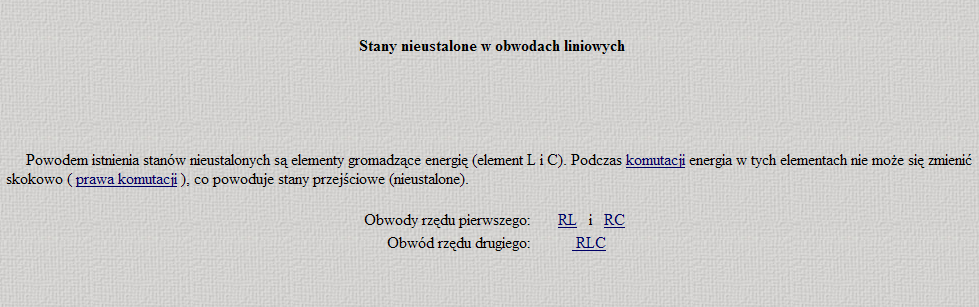 Stany nieustalone w obwodach liniowych
Powodem istnienia stanów nieustalonych są elementy gromadzące energię (element L i C). Podczas komutacji energia w tych elementach nie może się zmienić
skokowo ( prawa komutacji ), co powoduje stany przejściowe (nieustalone).
Obwody rzędu pierwszego: RL i RC
Obwód rzędu drugiego: RLC